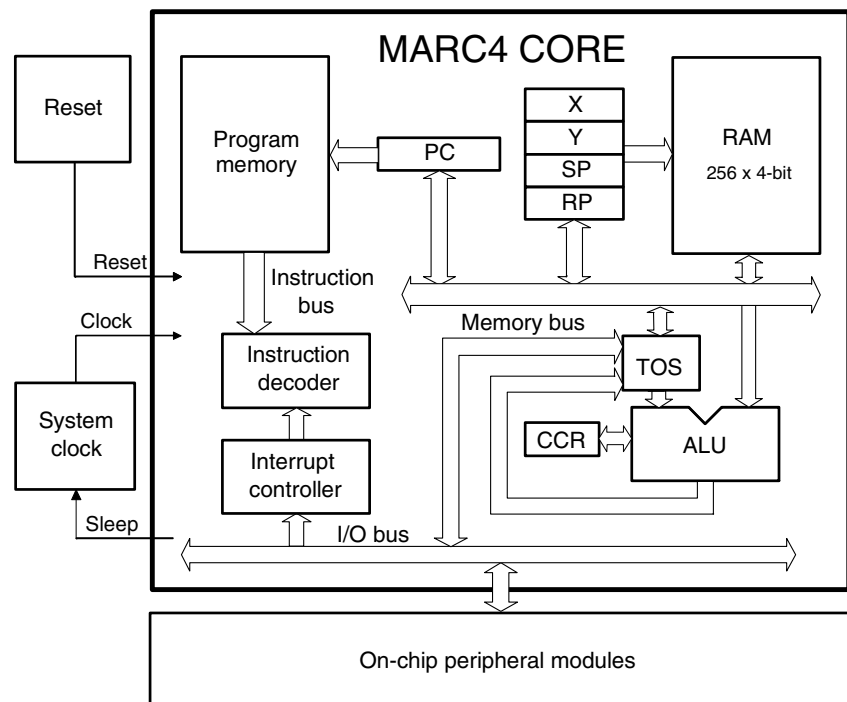 MARC4 CORE
Reset
Program
memory
PC
X
Y
SP
RP
RAM
256 x 4-bit
Reset
Instruction
bus
Clock
Memory bus
Instruction
decoder
TOS
System
clock
CCR
ALU
Interrupt
controller
Sleep
I/O bus
On-chip peripheral modules